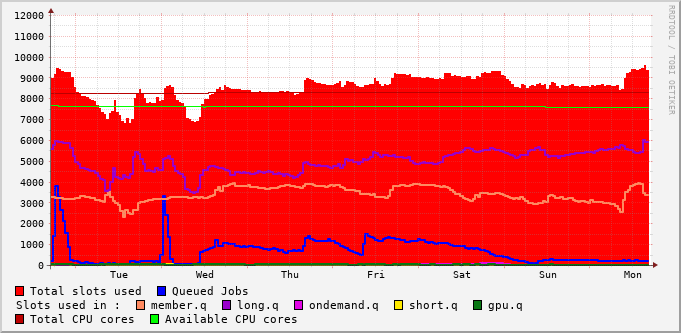 12000
11000
10000
9000
8000
7000
6000
5000
4000
3000
2000
1000
0
Tue Wed Thu Fri Sat Sun Mon
RRDTOOL / TOBI OETIKER
Total slots used Queued Jobs
Slots used in : member.q long.q ondemand.q short.q gpu.q
Total CPU cores Available CPU cores